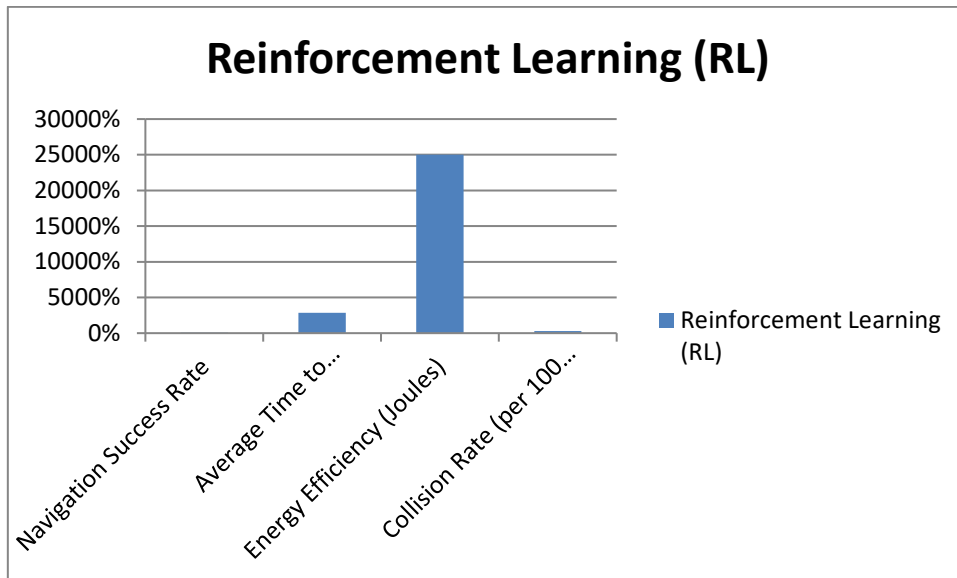 Reinforcement Learning (RL)
30000%
25000%
20000%
15000%
10000%
5000%
0%
Navigation Success Rate
Average Time to...
Energy Efficiency (Joules)
Collision Rate (per 100...
Reinforcement Learning
(RL)